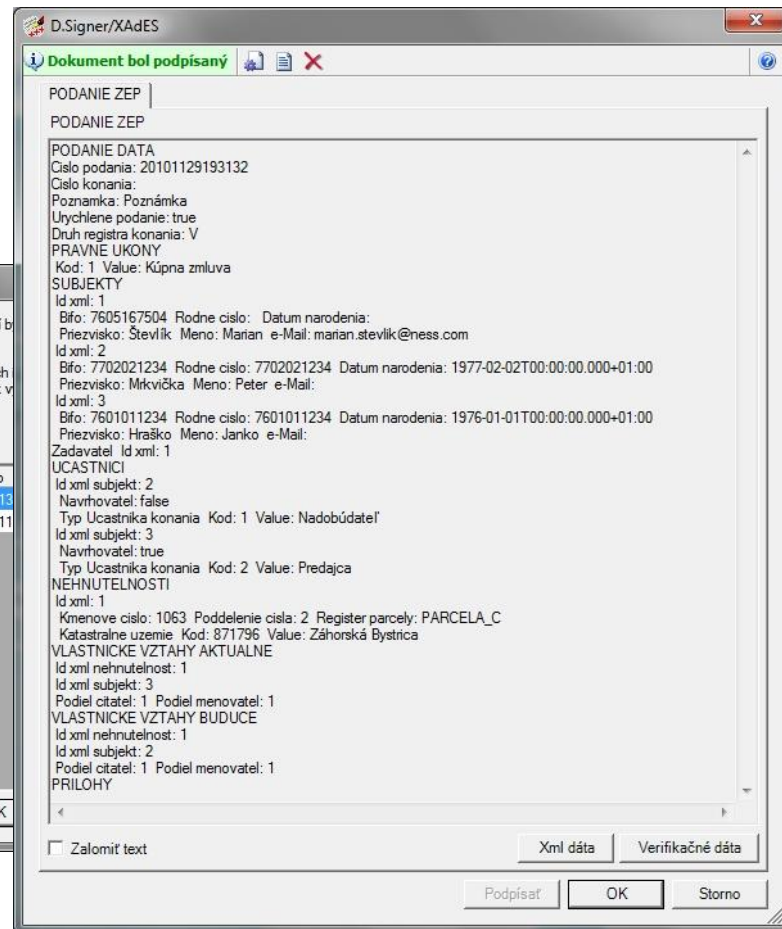 D.Signer/XAdES
Dokument bol podpísaný
PODANIE ZEP
PODANIE ZEP
PODANIE DATA
Cislo podania: 20101129193132
Cislo konania:
Poznamka: Poznámka
Urychlene podanie: true
Druh registra konania: V
PRAVNE UKONY
Kod: 1 Value: Kúpna zmluva
SUBJEKTY
Id xml: 1
Bifo: 7605167504 Rodne cislo: Datum narodenia:
Priezvisko: Števlík Meno: Marian e-Mail: marian.stevlik@ness.com
Id xml: 2
Bifo: 7702021234 Rodne cislo: 7702021234 Datum narodenia: 1977-02-02T00:00:00.000+01:00
Priezvisko: Mrkvička Meno: Peter e-Mail:
Id xml: 3
Bifo: 7601011234 Rodne cislo: 7601011234 Datum narodenia: 1976-01-01T00:00:00.000+01:00
Priezvisko: Hraško Meno: Janko e-Mail:
Zadavatel Id xml: 1
UCASTNICI
Id xml subjekt: 2
Navrhovatel: false
Typ Ucastnika konania Kod: 1 Value: Nadobúdateľ
Id xml subjekt: 3
Navrhovatel: true
Typ Ucastnika konania Kod: 2 Value: Predajca
NEHNUTELNOSTI
Id xml: 1
Kmenove cislo: 1063 Poddelenie cisla: 2 Register parcely: PARCELA_C
Katastralne uzemie Kod: 871796 Value: Záhorská Bystrica
VLASTNICKE VZTAHY AKTUALNE
Id xml nehnutelnost: 1
Id xml subjekt: 3
Podiel citatel: 1 Podiel menovatel: 1
VLASTNICKE VZTAHY BUDUCE
Id xml nehnutelnost: 1
Id xml subjekt: 2
Podiel citatel: 1 Podiel menovatel: 1
PRILOHY
Zalomiť text
Xml dáta
Verifikačné dáta
Podpísať
OK
Storno